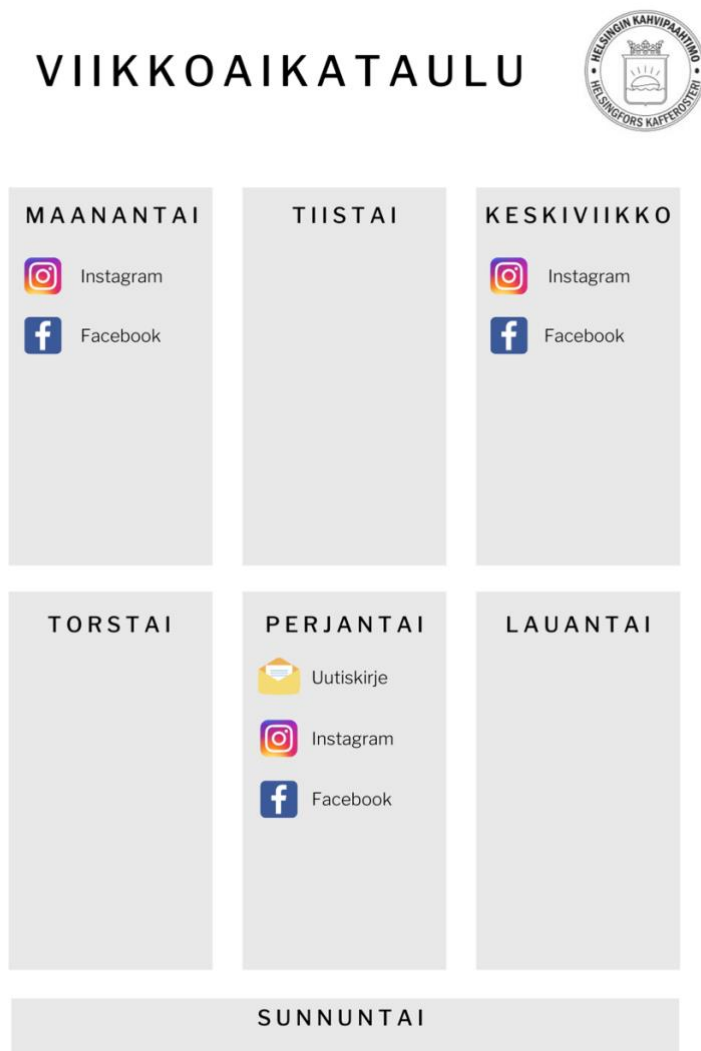 VIIKKOAIKATAULU
HELSINGIN KAHVIPAAHTIMO
HELSINGFORS KAFFEROSTERI
MAANANTAI
Instagram
Facebook
TIISTAI
KESKIVIIKKO
Instagram
Facebook
TORSTAI
PERJANTAI
Uutiskirje
Instagram
Facebook
LAUANTAI
SUNNUNTAI